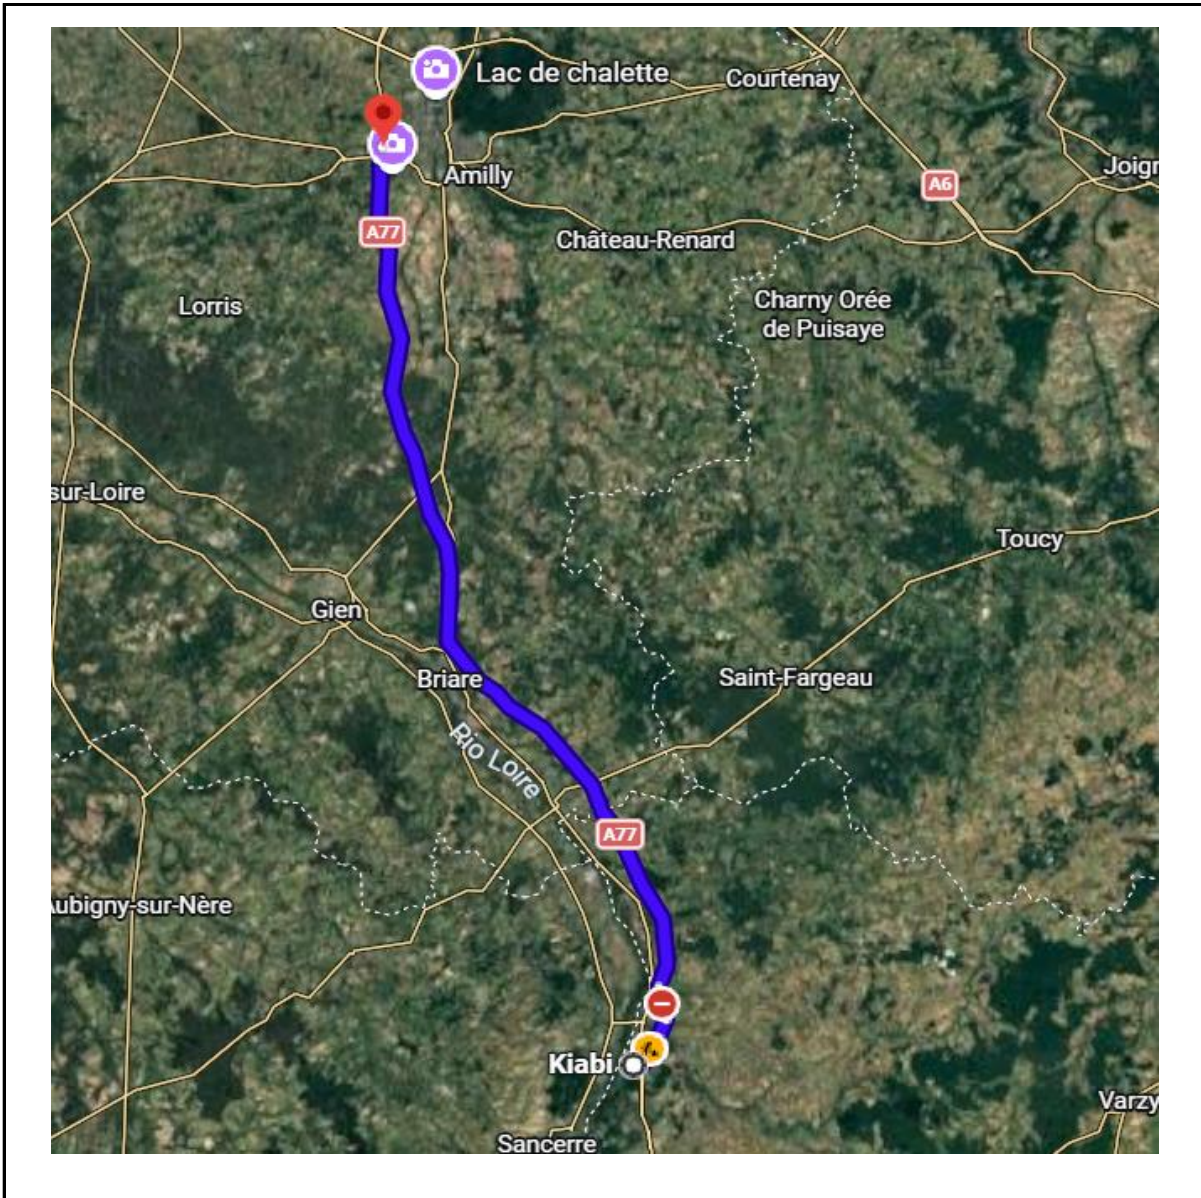 Lac de chalette
Courtenay
Joigr
Amilly
A6
A77
Château-Renard
Lorris
Charny Orée
de Puisaye
sur-Loire
Toucy
Gien
Briare
Saint-Fargeau
Rio Loire
A77
Aubigny-sur-Nère
Kiabi
Varzy
Sancerre